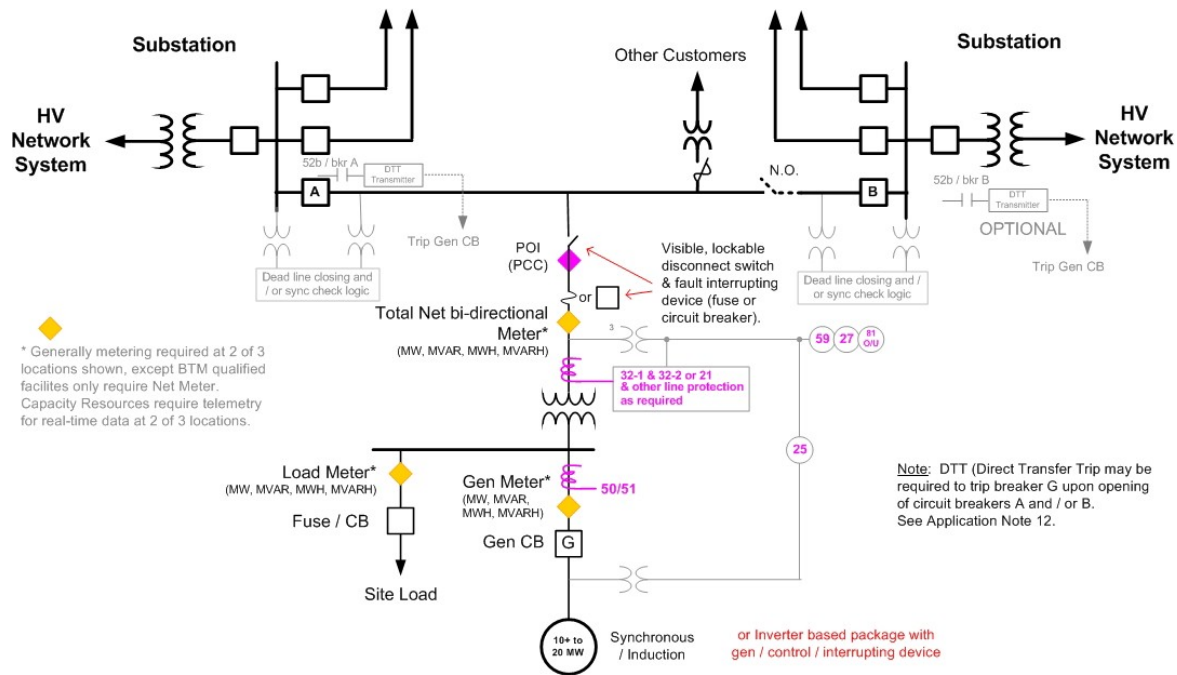 Substation
HV
Network
System
Other Customers
Substation
HV
Network
System
52b / bkr A
DTT
Transmitter
A
Trip Gen CB
N.O.
B
52b / bkr B
DTT
Transmitter
OPTIONAL
Trip Gen CB
Dead line closing and
/ or sync check logic
POI
(PCC)
Visible, lockable
disconnect switch
& fault interrupting
device (fuse or
circuit breaker).
Dead line closing and /
or sync check logic
or
Total Net bi-directional
Meter*
(MW, MVAR, MWH, MVARH)
3
59
27
81
O/U
* Generally metering required at 2 of 3
locations shown, except BTM qualified
facilites only require Net Meter.
Capacity Resources require telemetry
for real-time data at 2 of 3 locations.
32-1 & 32-2 or 21
& other line protection
as required
25
Load Meter*
(MW, MVAR, MWH, MVARH)
Fuse / CB
Site Load
Gen Meter*
(MW, MVAR,
MWH, MVARH)
50/51
Gen CB
G
Note: DTT (Direct Transfer Trip may be
required to trip breaker G upon opening
of circuit breakers A and / or B.
See Application Note 12.
10+ to
20 MW
Synchronous
/ Induction
or Inverter based package with
gen / control / interrupting device